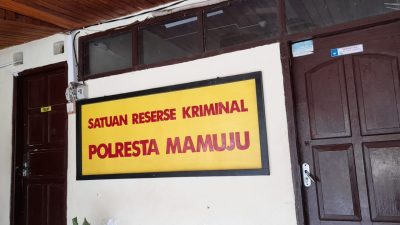 SATUAN RESERSE KRIMINAL
POLRESTA MAMUJU